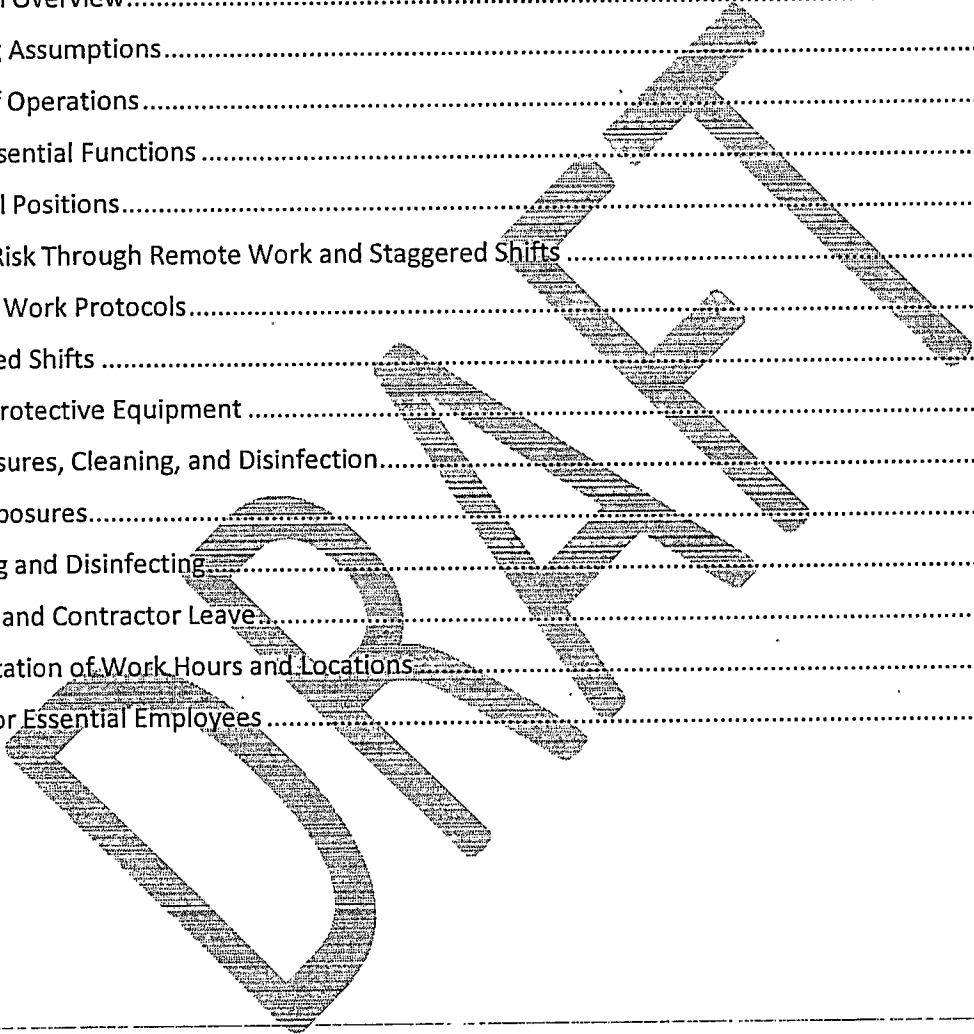 n Overview........................................................
g Assumptions........................................................
f Operations........................................................
sential Functions........................................................
l Positions........................................................
Risk Through Remote Work and Staggered Shifts........................................................
Work Protocols........................................................
ed Shifts........................................................
rotective Equipment........................................................
sures, Cleaning, and Disinfection........................................................
posures........................................................
g and Disinfecting........................................................
and Contractor Leave........................................................
tation of Work Hours and Locations........................................................
or Essential Employees........................................................
DRAFT